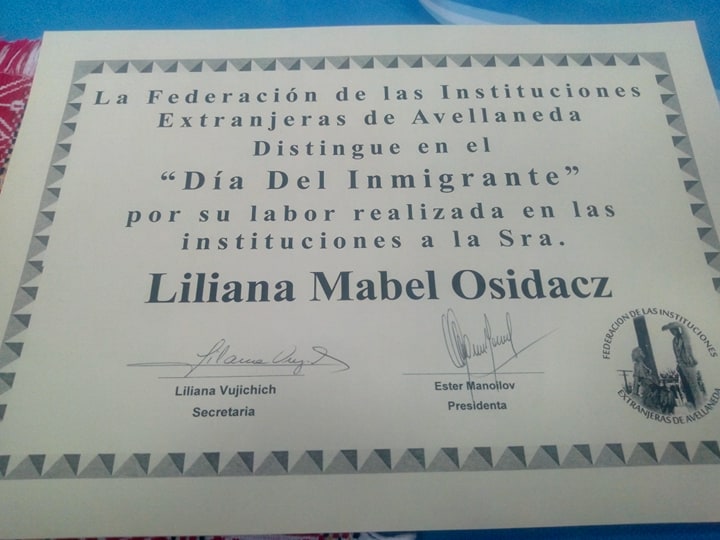 La Federación de las Instituciones
Extranjeras de Avellaneda
Distingue en el
“Día Del Inmigrante”
por su labor realizada en las
instituciones a la Sra.
Liliana Mabel Osidacz
Liliana Vujichich
Secretaria
Ester Manoilov
Presidenta
FEDERACION DE LAS INSTITUCIONES
EXTRANJERAS DE AVELLANEDA